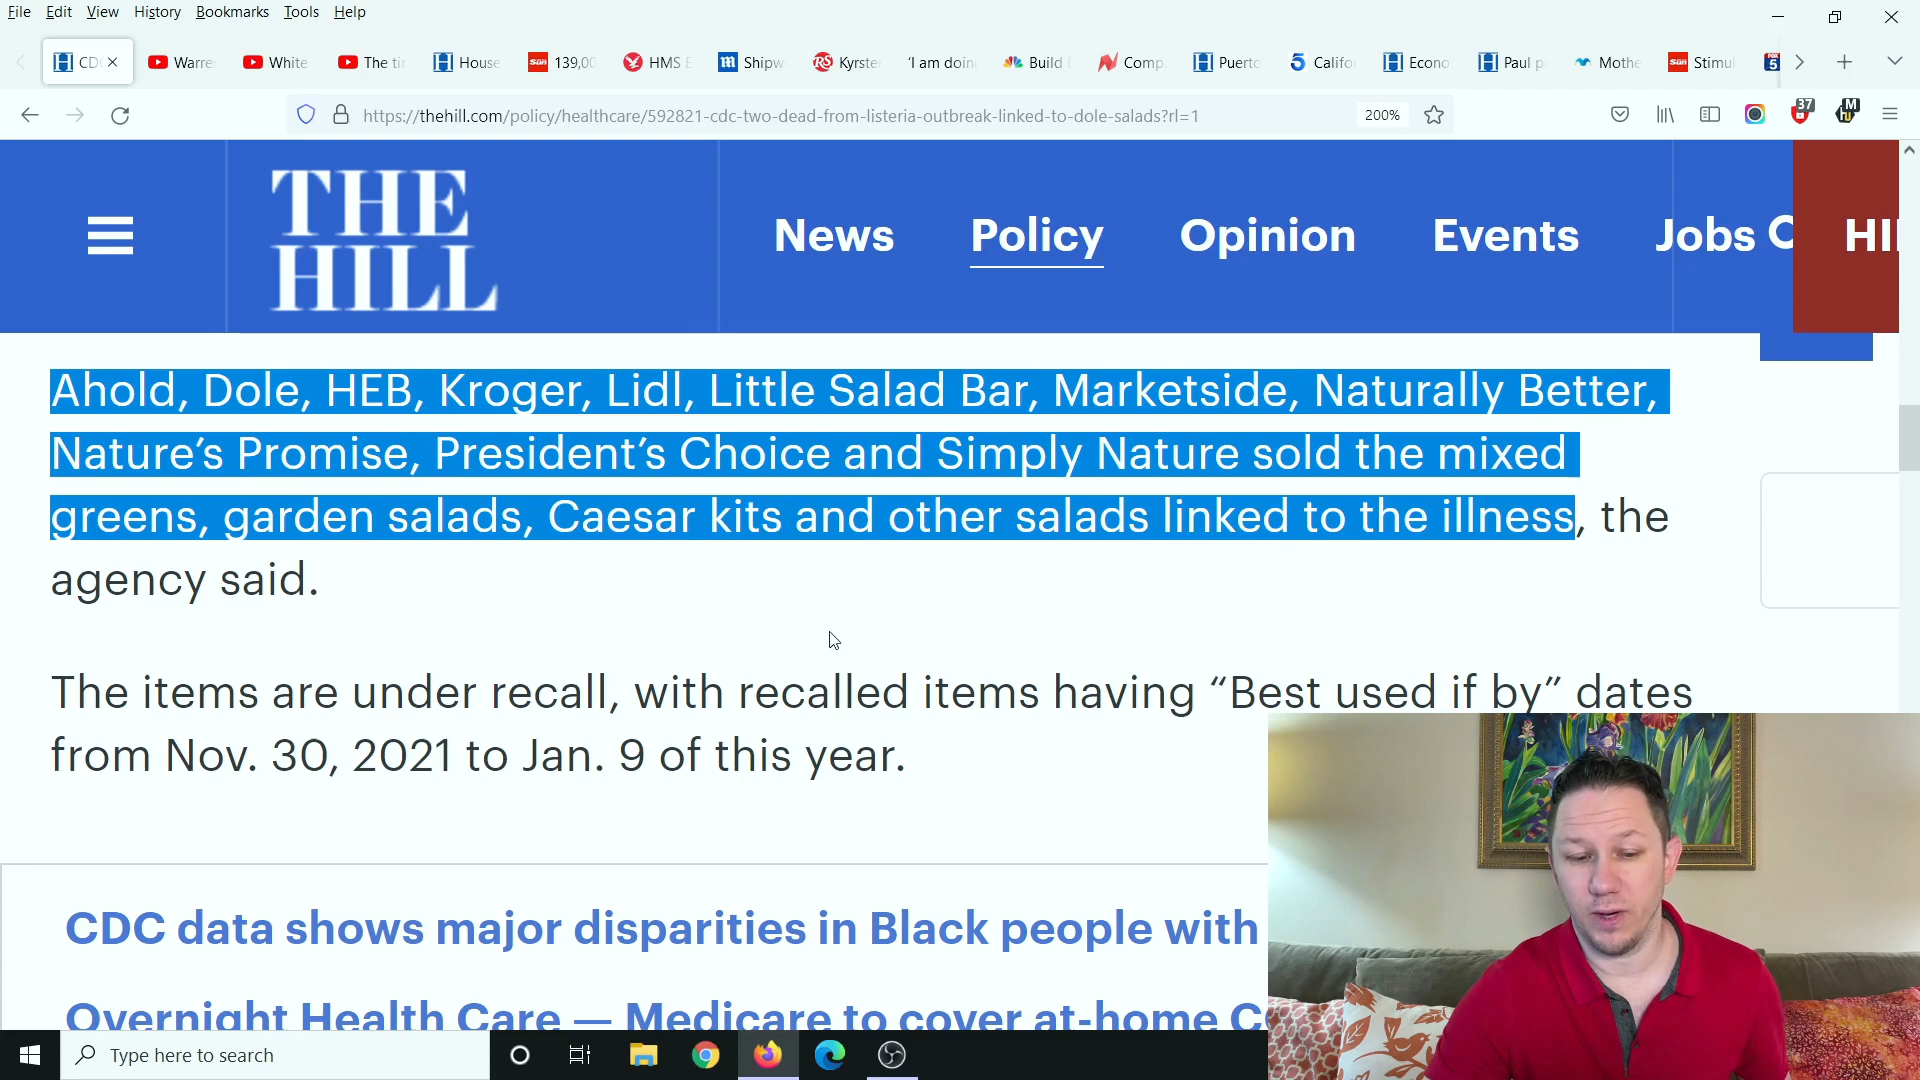 File Edit View History Bookmarks Tools Help
CDC Warre White The ti House 139,00 HMS E Shipw Kyrste 'I am doin Build Comp Puerto Califo Econo Paul p Mothe Stimul
https://thehill.com/policy/healthcare/592821-cdc-two-dead-from-listeria-outbreak-linked-to-dole-salads?rl=1 200% 37 M
THE
HILL
News Policy Opinion Events Jobs HI
Ahold, Dole, HEB, Kroger, Lidl, Little Salad Bar, Marketside, Naturally Better,
Nature’s Promise, President’s Choice and Simply Nature sold the mixed
greens, garden salads, Caesar kits and other salads linked to the illness, the
agency said.
The items are under recall, with recalled items having “Best used if by” dates
from Nov. 30, 2021 to Jan. 9 of this year.
CDC data shows major disparities in Black people with
Overnight Health Care — Medicare to cover at-home
Type here to search